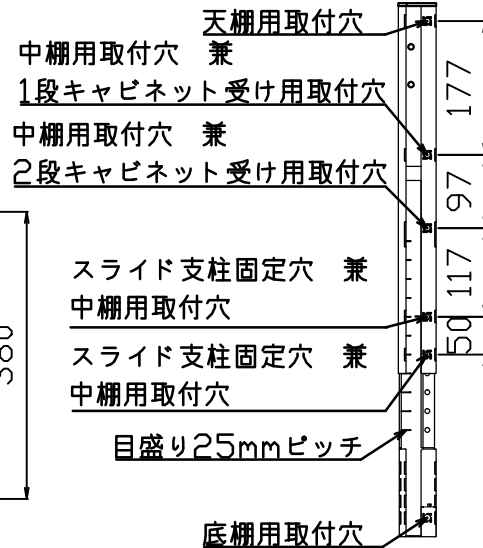 天棚用取付穴
中棚用取付穴 兼
1段キャビネット受け用取付穴
中棚用取付穴 兼
2段キャビネット受け用取付穴
スライド支柱固定穴 兼
中棚用取付穴
スライド支柱固定穴 兼
中棚用取付穴
目盛り25mmピッチ
底棚用取付穴
177
97
117
50